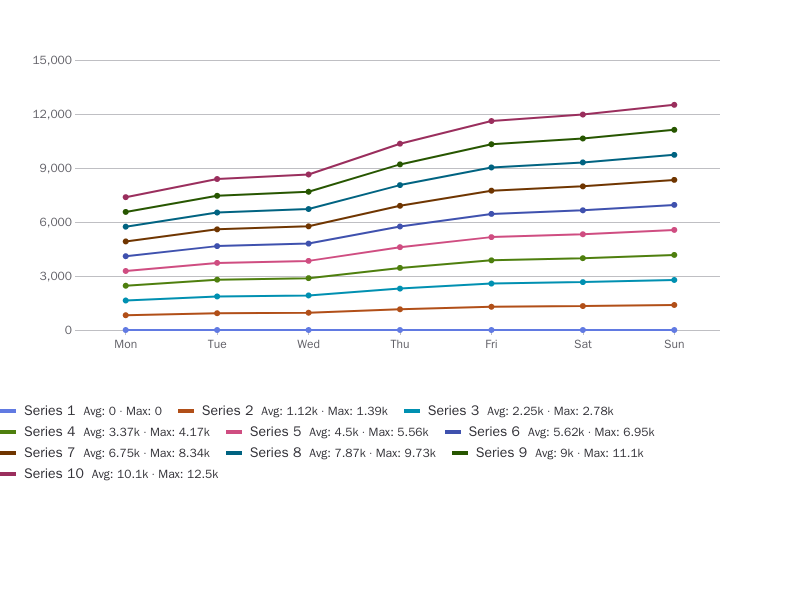 15,000
12,000
9,000
6,000
3,000
0
Mon Tue Wed Thu Fri Sat Sun
Series 1 Avg: 0 · Max: 0 Series 2 Avg: 1.12k · Max: 1.39k Series 3 Avg: 2.25k · Max: 2.78k
Series 4 Avg: 3.37k · Max: 4.17k Series 5 Avg: 4.5k · Max: 5.56k Series 6 Avg: 5.62k · Max: 6.95k
Series 7 Avg: 6.75k · Max: 8.34k Series 8 Avg: 7.87k · Max: 9.73k Series 9 Avg: 9k · Max: 11.1k
Series 10 Avg: 10.1k · Max: 12.5k